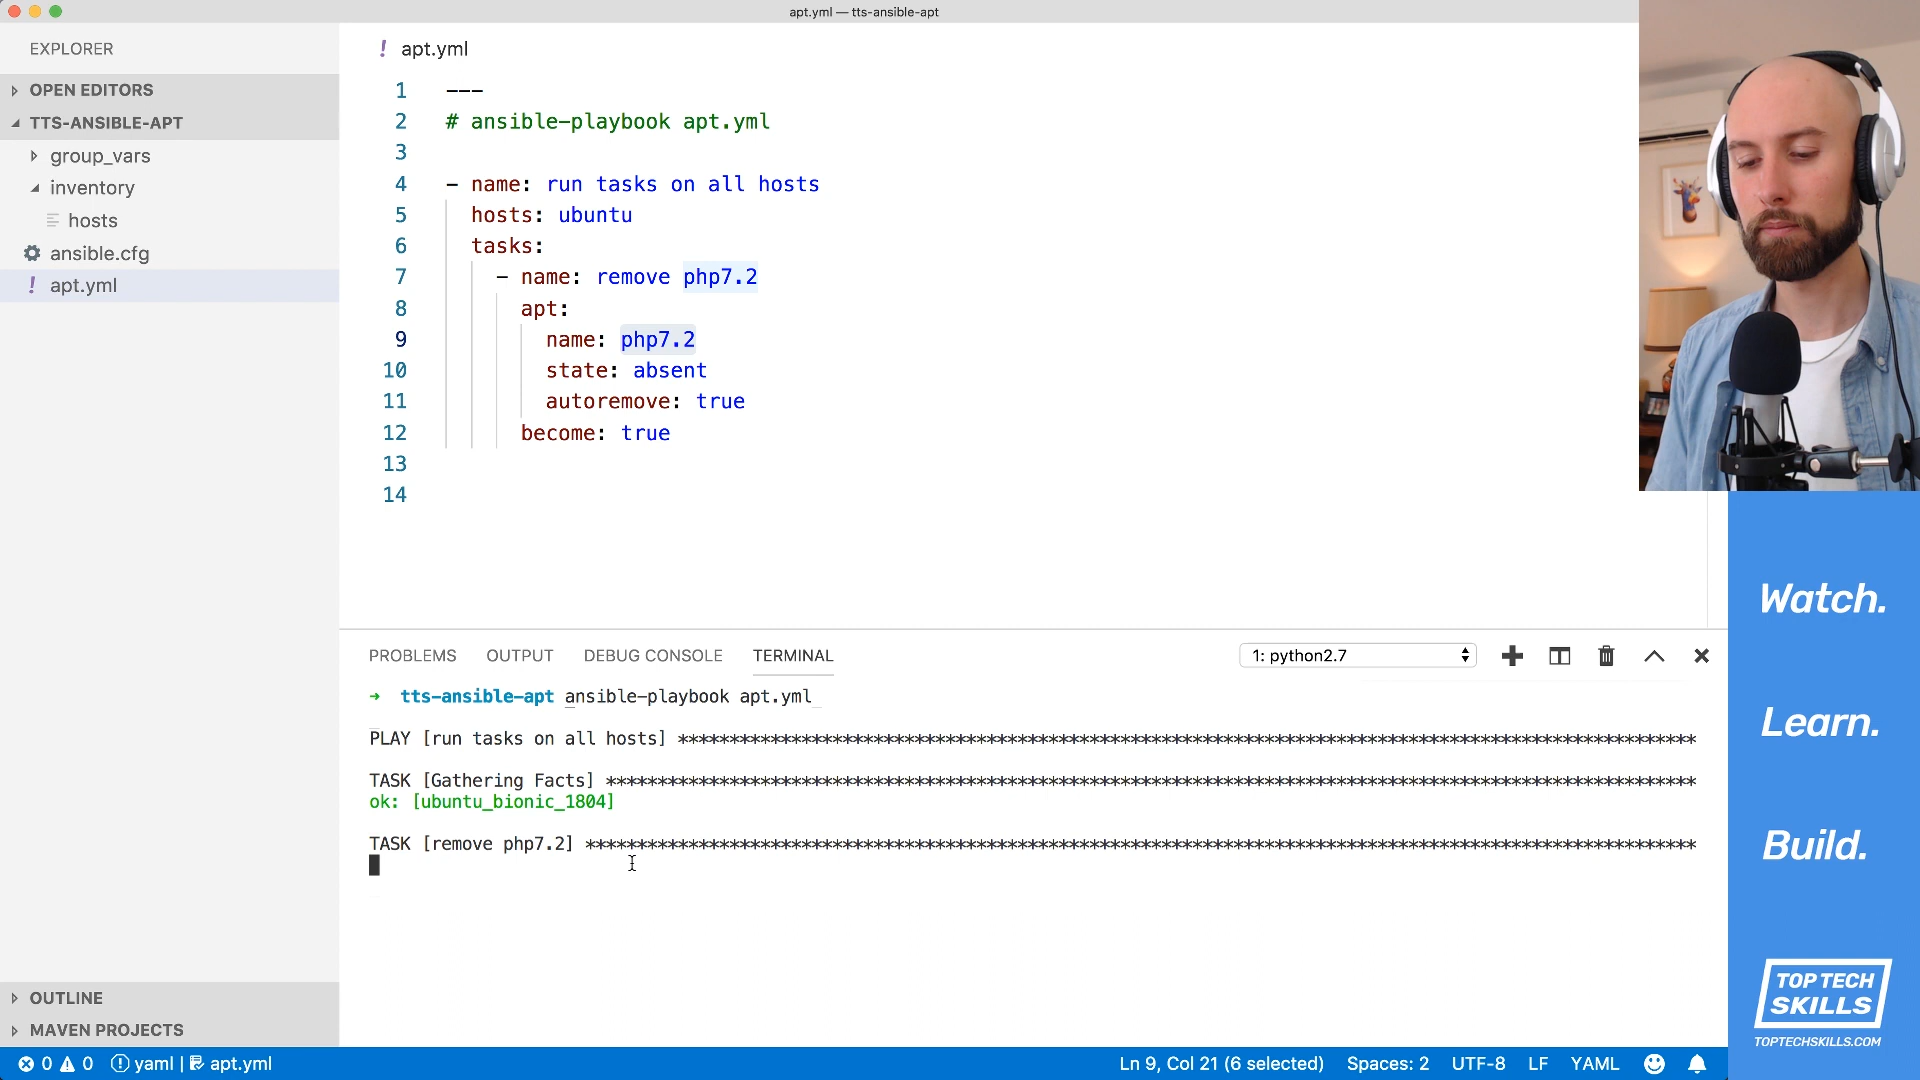 apt.yml — tts-ansible-apt
EXPLORER
OPEN EDITORS
TTS-ANSIBLE-APT
group_vars
inventory
hosts
ansible.cfg
! apt.yml
OUTLINE
MAVEN PROJECTS
! apt.yml
1 ---
2 # ansible-playbook apt.yml
3
4 - name: run tasks on all hosts
5 hosts: ubuntu
6 tasks:
7 - name: remove php7.2
8 apt:
9 name: php7.2
10 state: absent
11 autoremove: true
12 become: true
13
14
PROBLEMS OUTPUT DEBUG CONSOLE TERMINAL 1: python2.7
→ tts-ansible-apt ansible-playbook apt.yml
PLAY [run tasks on all hosts] ***************************************************************************************************
TASK [Gathering Facts] **********************************************************************************************************
ok: [ubuntu_bionic_1804]
TASK [remove php7.2] ************************************************************************************************************
Watch.
Learn.
Build.
TOP TECH
SKILLS
TOPTECHSKILLS.COM
0 0 yaml | apt.yml Ln 9, Col 21 (6 selected) Spaces: 2 UTF-8 LF YAML